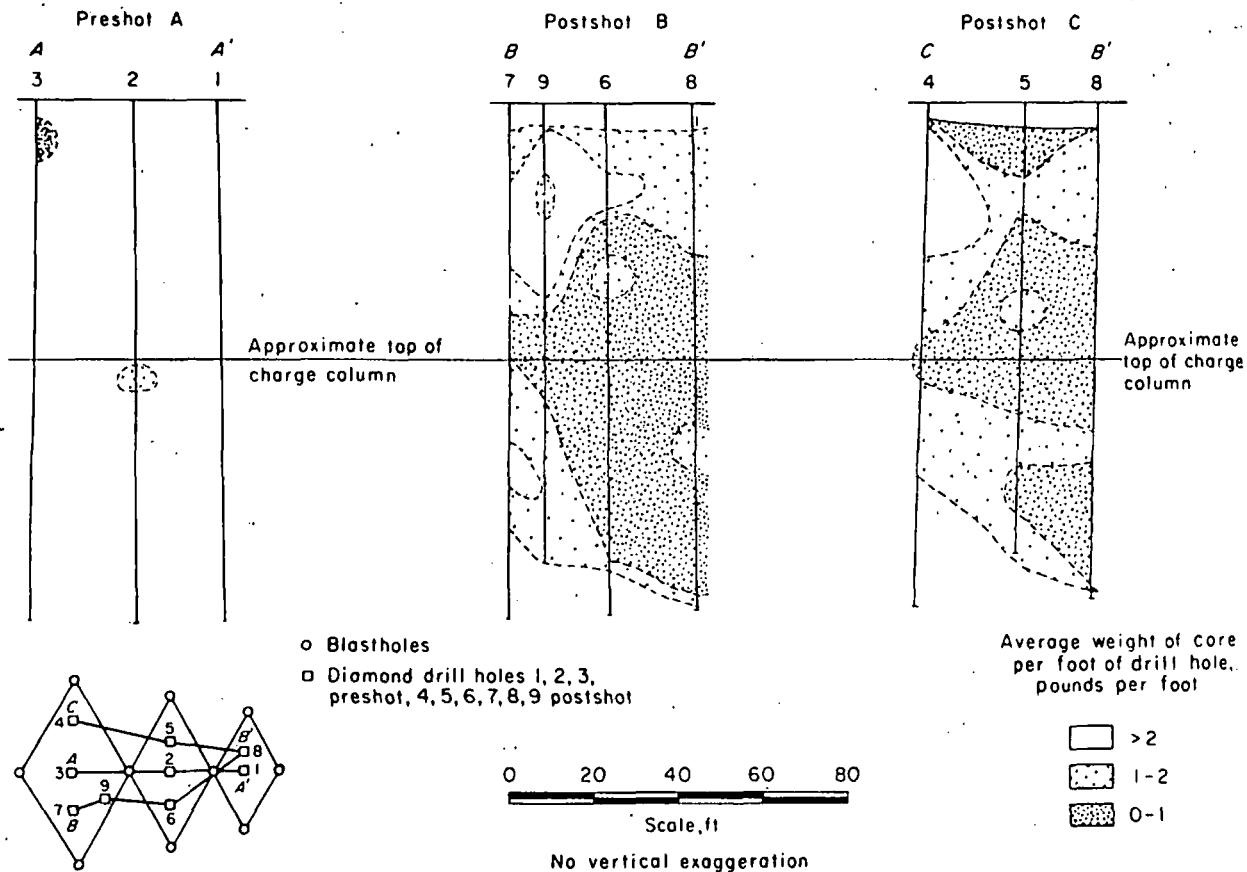 Preshot A
A A'
3 2 1
Postshot B
B B'
7 9 6 8
Postshot C
C B'
4 5 8
Approximate top of
charge column
Approximate
top of charge
column
Blastholes
Diamond drill holes 1, 2, 3,
preshot, 4, 5, 6, 7, 8, 9 postshot
C
4
5
B'
8
A
3
2
1
A'
9
7
B
6
0 20 40 60 80
Scale, ft
No vertical exaggeration
Average weight of core
per foot of drill hole,
pounds per foot
>2
1-2
0-1